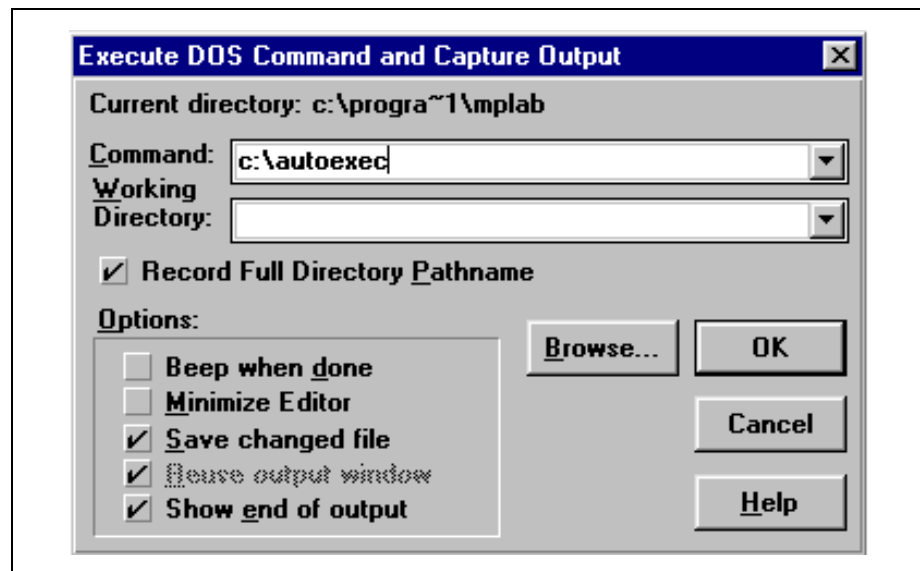 Execute DOS Command and Capture Output
Current directory: c:\progra~1\mplab
Command: c:\autoexec
Working
Directory:
Record Full Directory Pathname
Options:
Beep when done
Minimize Editor
Save changed file
Reuse output window
Show end of output
Browse...
OK
Cancel
Help